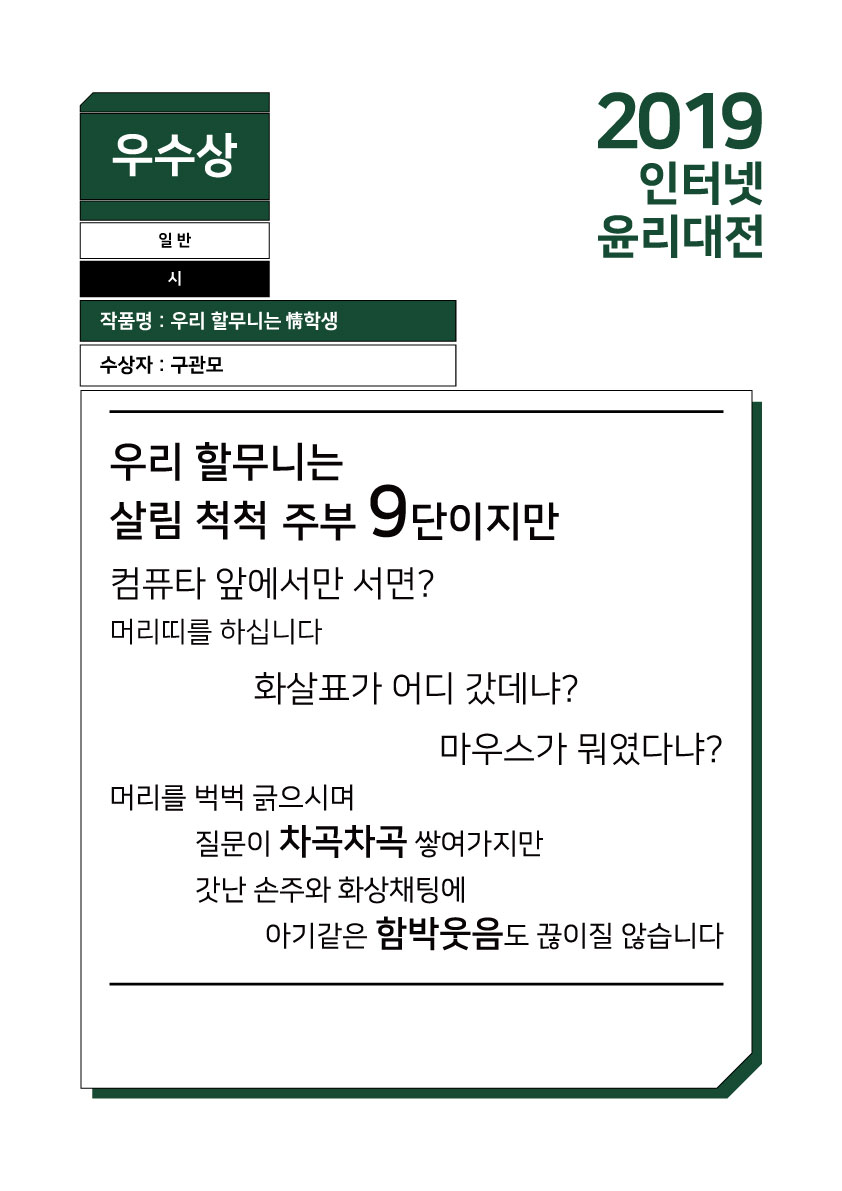 우수상
일반
시
작품명 : 우리 할무니는 情학생
수상자 : 구관모
2019
인터넷
윤리대전
우리 할무니는
살림 척척 주부 9단이지만
컴퓨타 앞에서만 서면?
머리띠를 하십니다
화살표가 어디 갔데냐?
마우스가 뭐였다냐?
머리를 벅벅 긁으시며
질문이 차곡차곡 쌓여가지만
갓난 손주와 화상채팅에
아기같은 함박웃음도 끊이질 않습니다